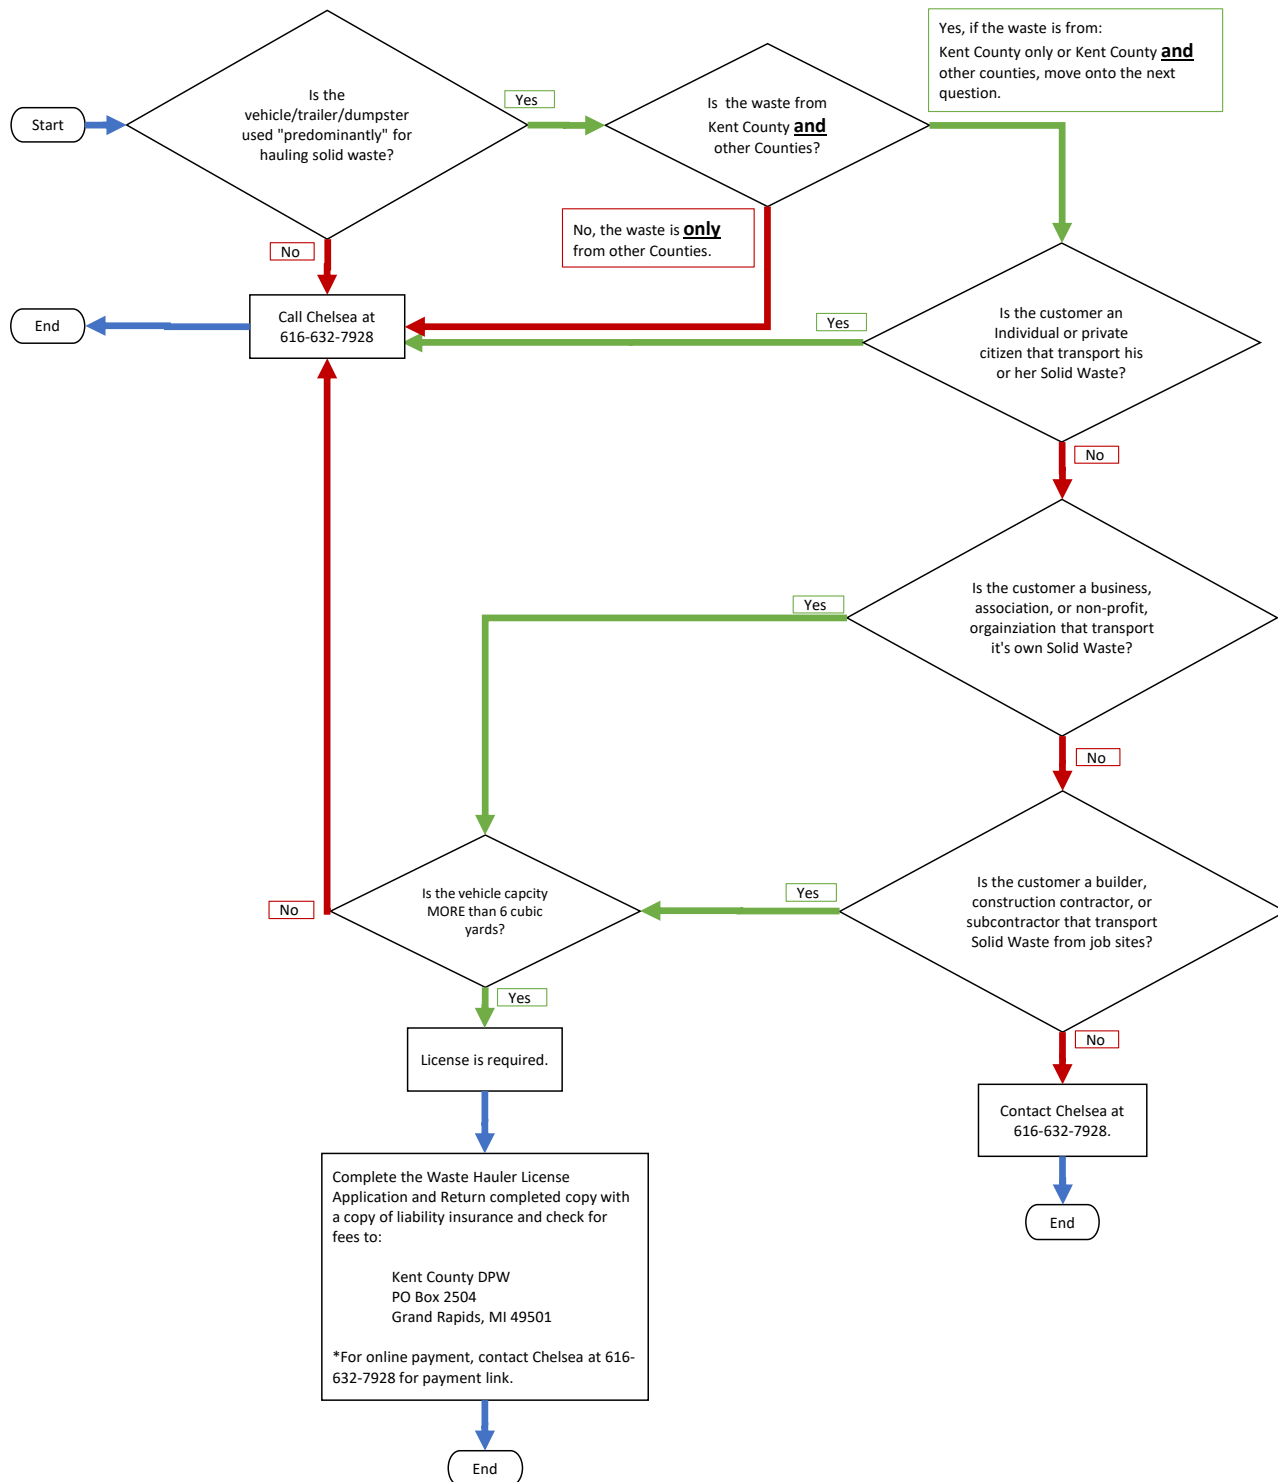 Start
Is the
vehicle/trailer/dumpster
used "predominantly" for
hauling solid waste?
Yes
Is the waste from
Kent County and
other Counties?
Yes, if the waste is from:
Kent County only or Kent County and
other counties, move onto the next
question.
No
No, the waste is only
from other Counties.
End
Call Chelsea at
616-632-7928
Yes
Is the customer an
Individual or private
citizen that transport his
or her Solid Waste?
No
Is the customer a business,
association, or non-profit,
orgainziation that transport
it's own Solid Waste?
Yes
No
Is the customer a builder,
construction contractor, or
subcontractor that transport
Solid Waste from job sites?
Yes
Is the vehicle capcity
MORE than 6 cubic
yards?
No
Yes
License is required.
No
Contact Chelsea at
616-632-7928.
End
Complete the Waste Hauler License
Application and Return completed copy with
a copy of liability insurance and check for
fees to:
Kent County DPW
PO Box 2504
Grand Rapids, MI 49501
*For online payment, contact Chelsea at 616-
632-7928 for payment link.
End